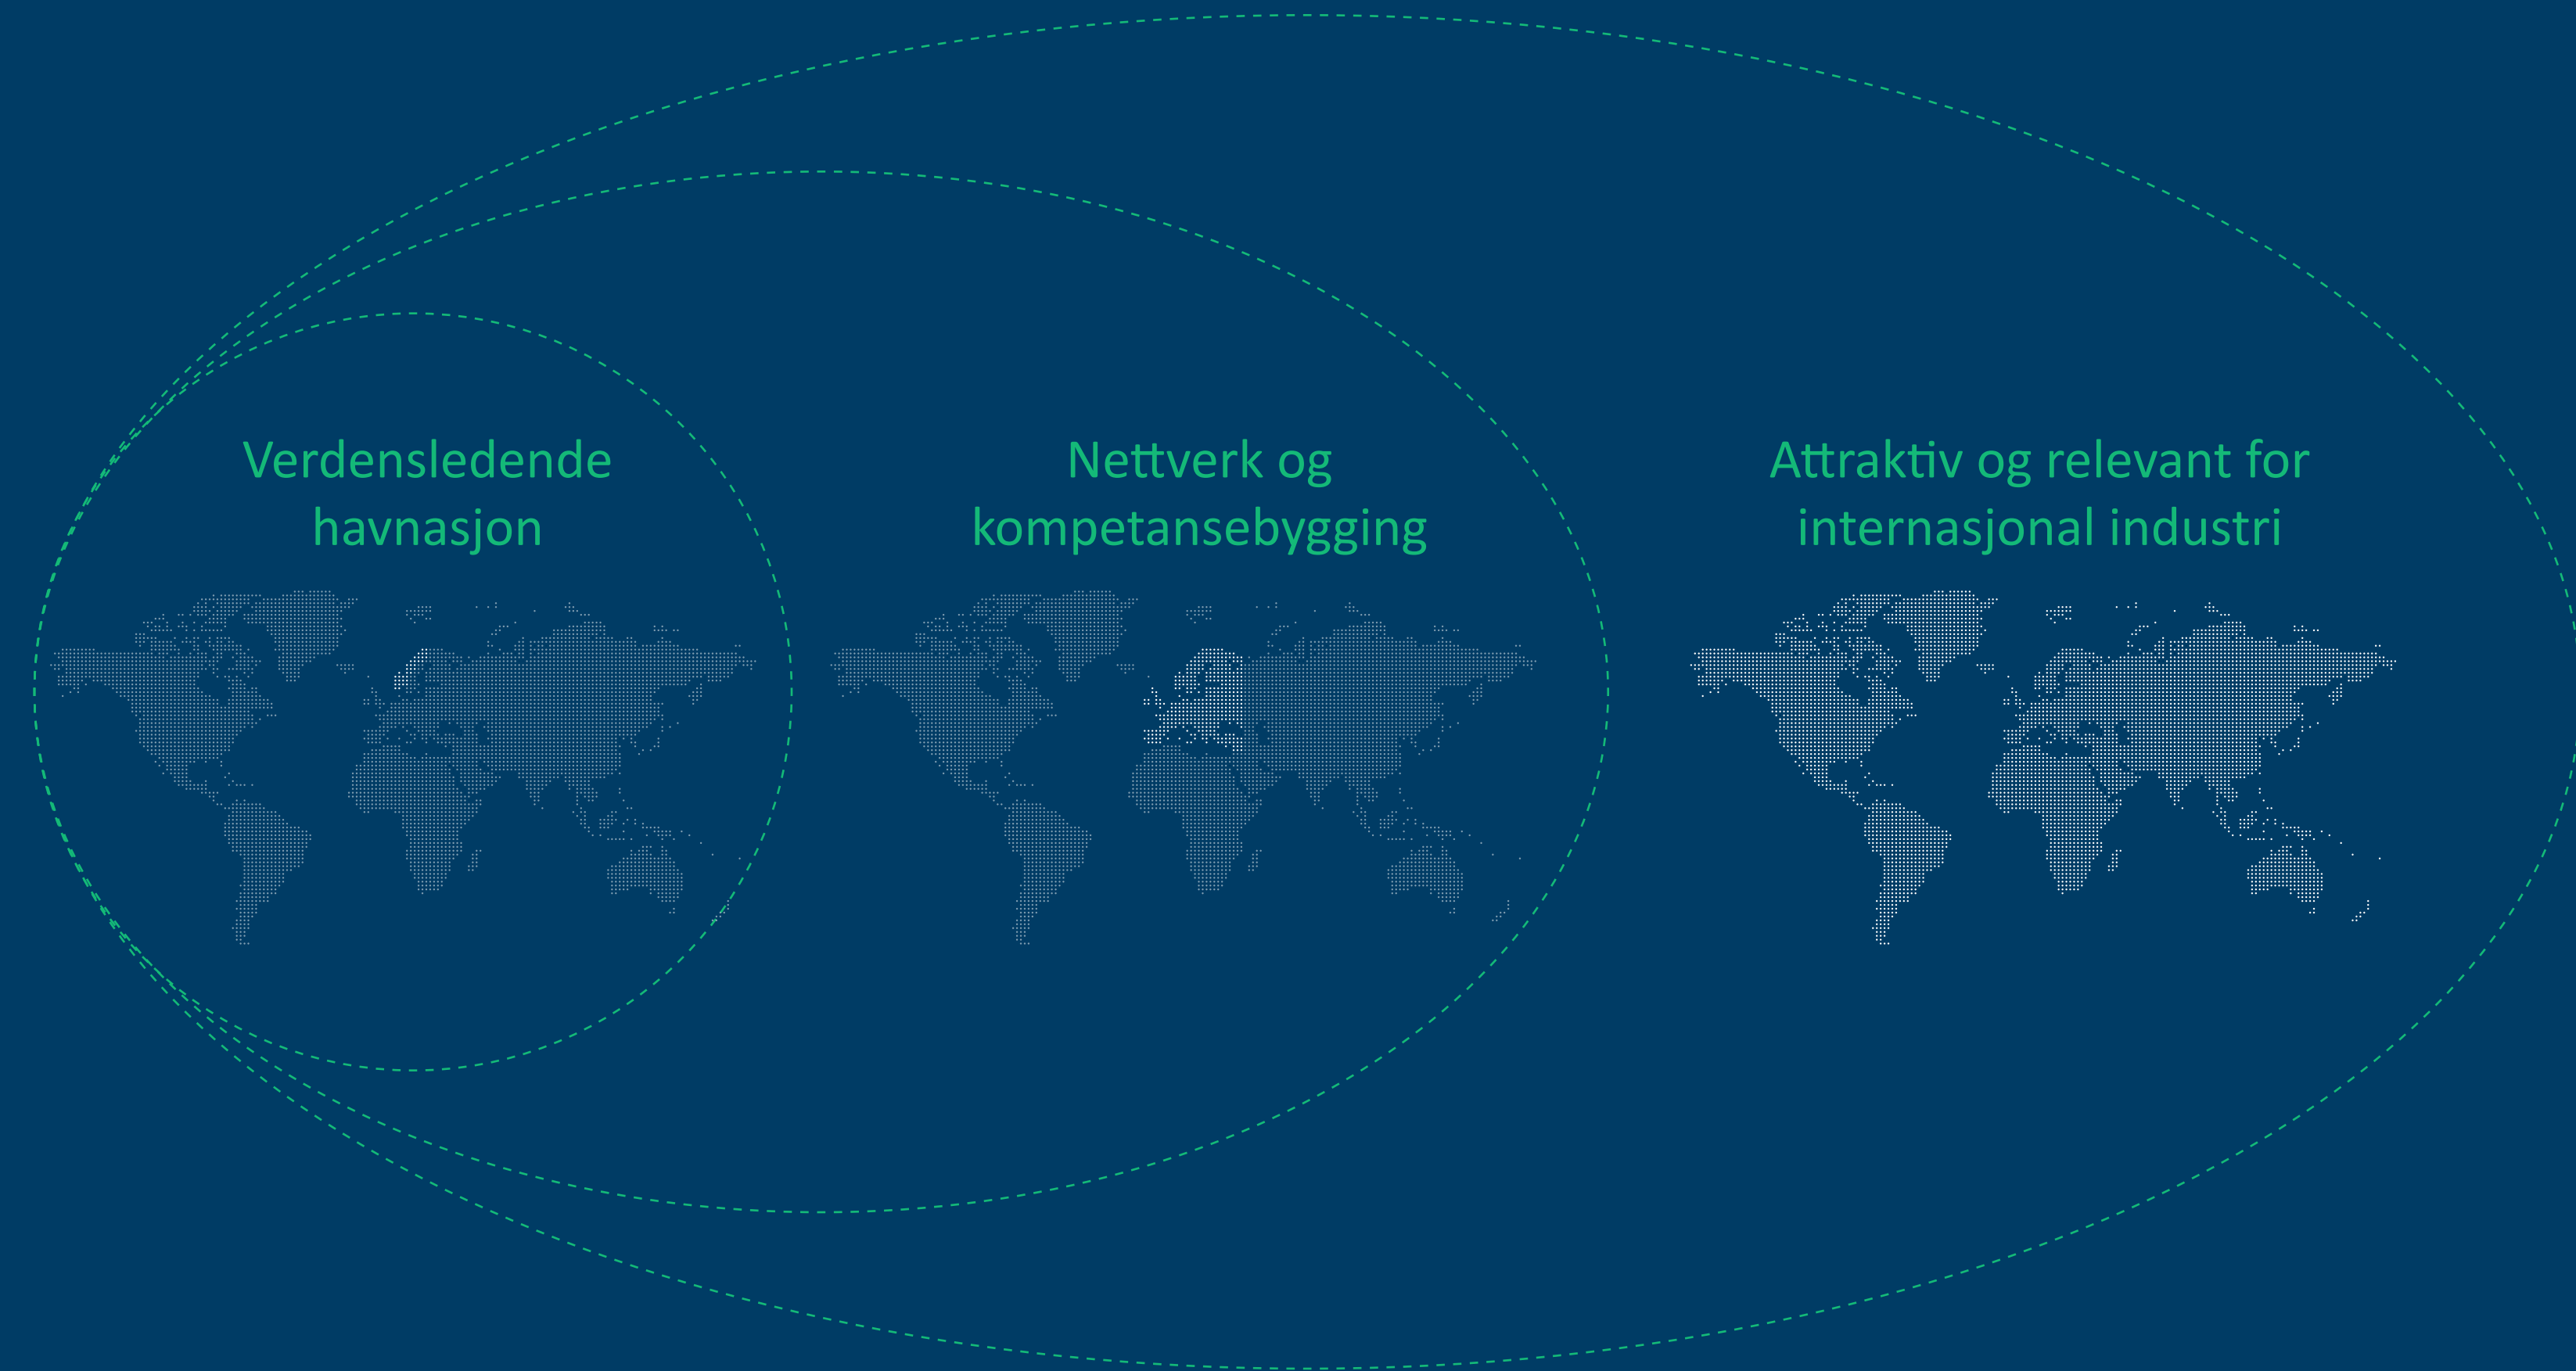 Verdensledende
havnasjon
Nettverk og
kompetansebygging
Attraktiv og relevant for
internasjonal industri